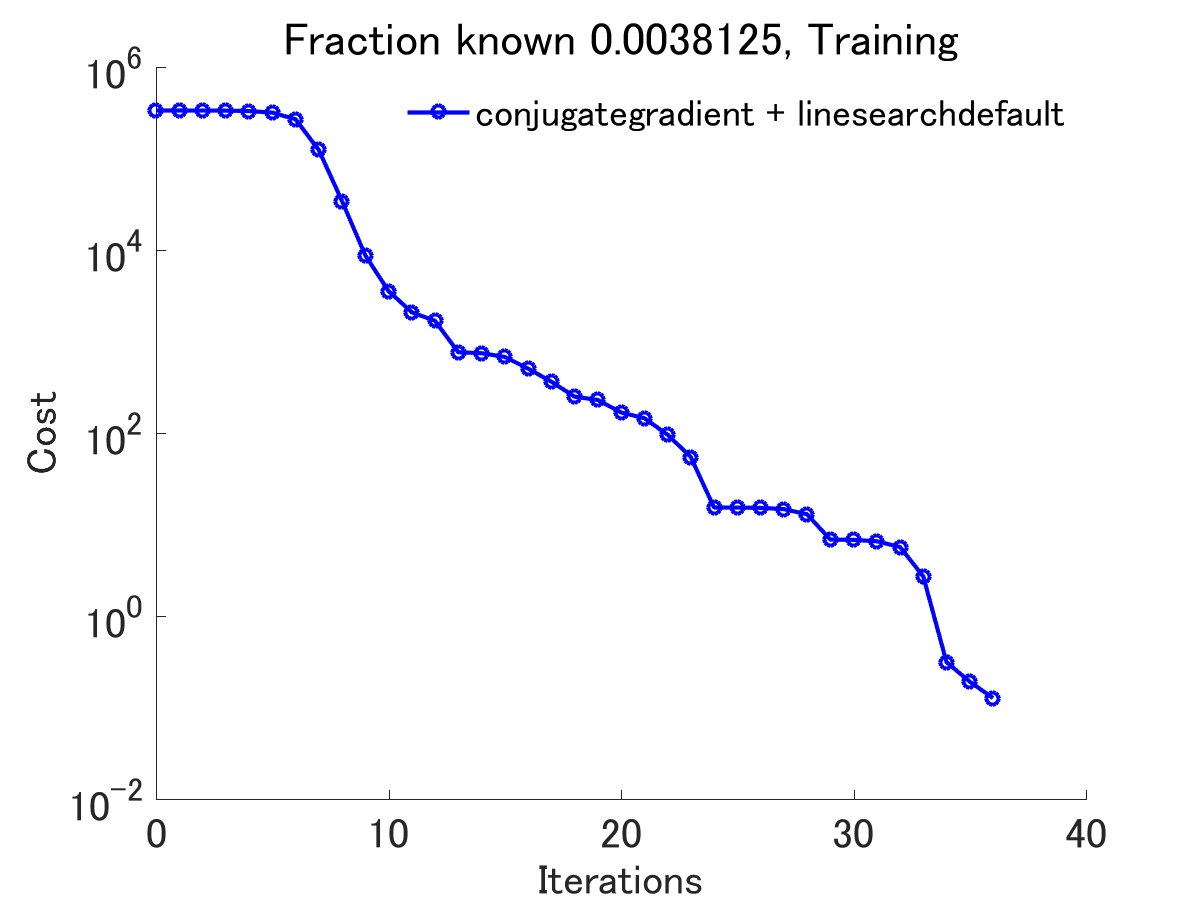 Fraction known 0.0038125, Training
conjugategradient + linesearchdefault
10^6
10^4
10^2
10^0
10^-2
Cost
0 10 20 30 40
Iterations